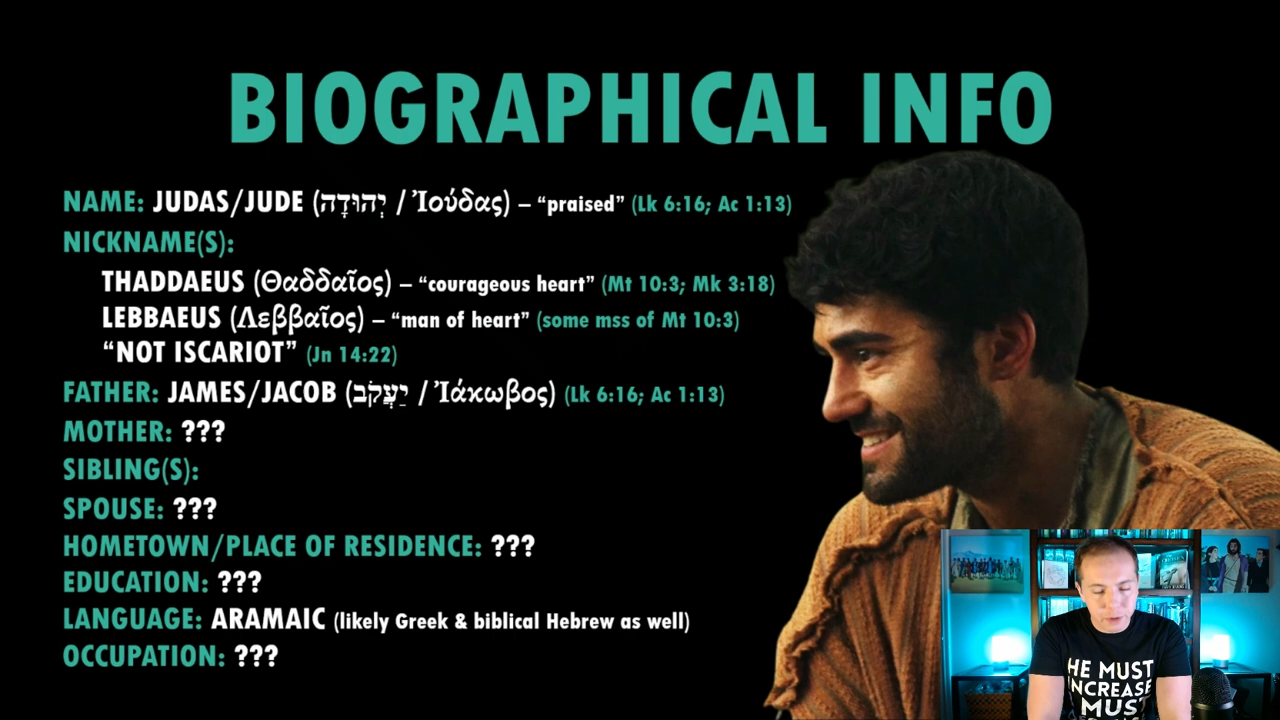 BIOGRAPHICAL INFO
NAME: JUDAS/JUDE (יְהוּדָה / Ἰούδας) – “praised” (Lk 6:16; Ac 1:13)
NICKNAME(S):
THADDAEUS (Θαδδαῖος) – “courageous heart” (Mt 10:3; Mk 3:18)
LEBBAEUS (Λεββαῖος) – “man of heart” (some mss of Mt 10:3)
“NOT ISCARIOT” (Jn 14:22)
FATHER: JAMES/JACOB (יַעֲקֹב / Ἰάκωβος) (Lk 6:16; Ac 1:13)
MOTHER: ???
SIBLING(S):
SPOUSE: ???
HOMETOWN/PLACE OF RESIDENCE: ???
EDUCATION: ???
LANGUAGE: ARAMAIC (likely Greek & biblical Hebrew as well)
OCCUPATION: ???
HE MUST
INCREASE
MUST